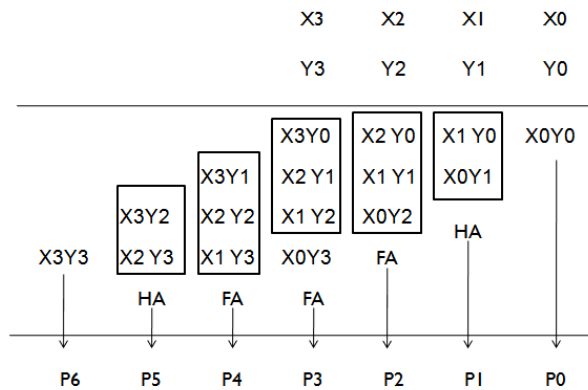 X3 X2 X1 X0
Y3 Y2 Y1 Y0
X3Y0 X2 Y0 X1 Y0 X0Y0
X3Y1 X2 Y1 X1 Y1 X0Y1
X3Y2 X2 Y2 X1 Y2 X0Y2
X3Y3 X2 Y3 X1 Y3 X0Y3 FA HA
HA FA FA
P6 P5 P4 P3 P2 P1 P0